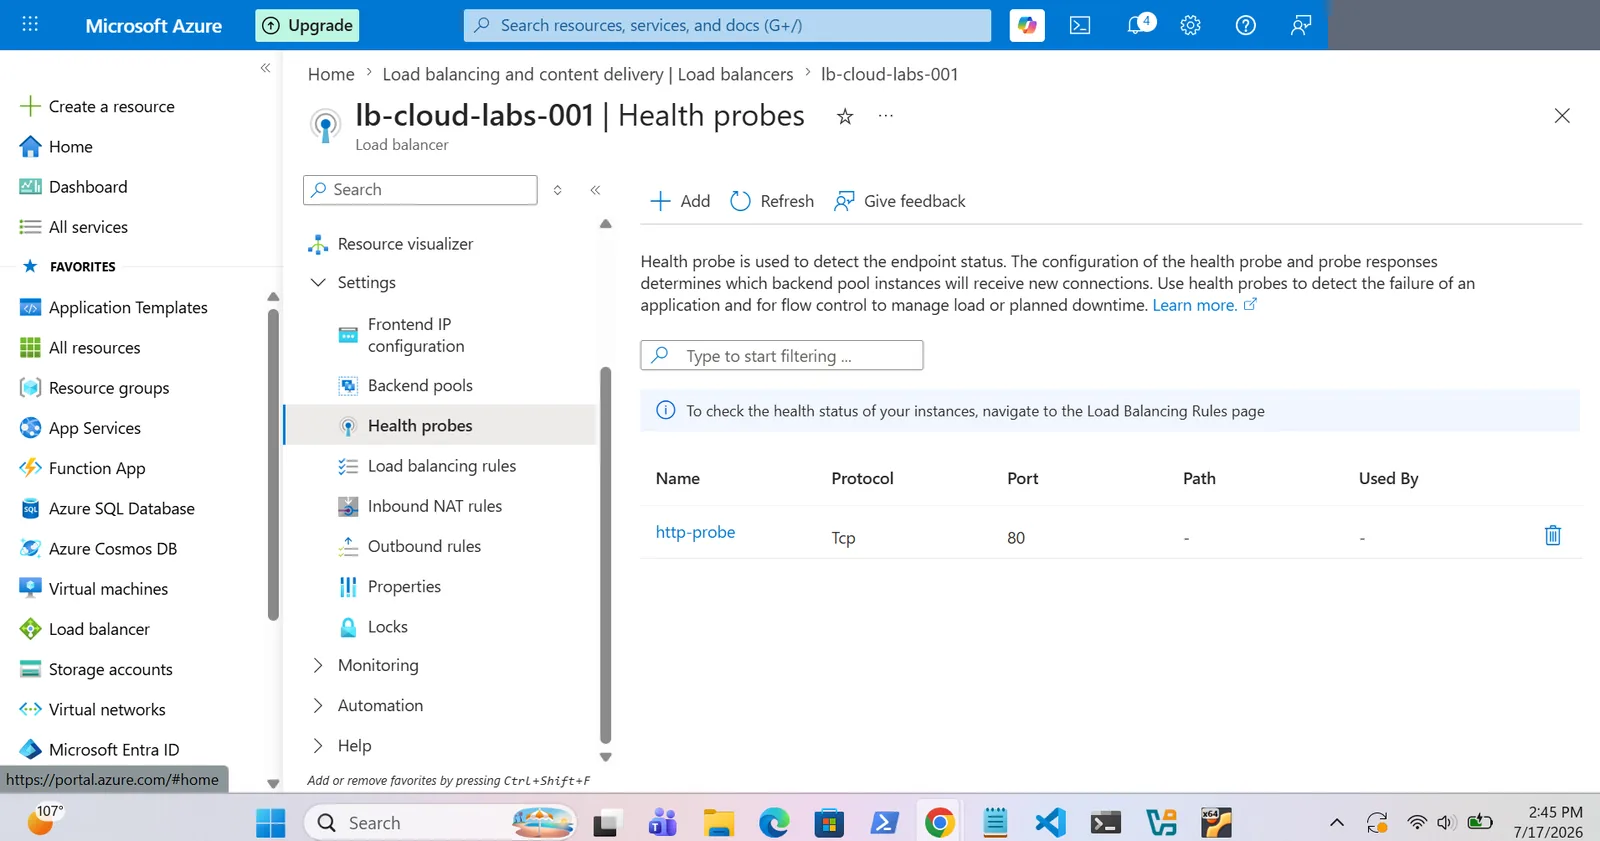 Microsoft Azure
Upgrade
Search resources, services, and docs (G+/)
4
Home > Load balancing and content delivery | Load balancers > lb-cloud-labs-001
lb-cloud-labs-001 | Health probes
Load balancer
Create a resource
Home
Dashboard
All services
FAVORITES
Application Templates
All resources
Resource groups
App Services
Function App
Azure SQL Database
Azure Cosmos DB
Virtual machines
Load balancer
Storage accounts
Virtual networks
Microsoft Entra ID
https://portal.azure.com/#home
Search
Resource visualizer
Settings
Frontend IP
configuration
Backend pools
Health probes
Load balancing rules
Inbound NAT rules
Outbound rules
Properties
Locks
Monitoring
Automation
Help
Add or remove favorites by pressing Ctrl+Shift+F
Add
Refresh
Give feedback
Health probe is used to detect the endpoint status. The configuration of the health probe and probe responses
determines which backend pool instances will receive new connections. Use health probes to detect the failure of an
application and for flow control to manage load or planned downtime. Learn more.
Type to start filtering ...
To check the health status of your instances, navigate to the Load Balancing Rules page
Name Protocol Port Path Used By
http-probe Tcp 80 - -
107°
Search
2:45 PM
7/17/2026